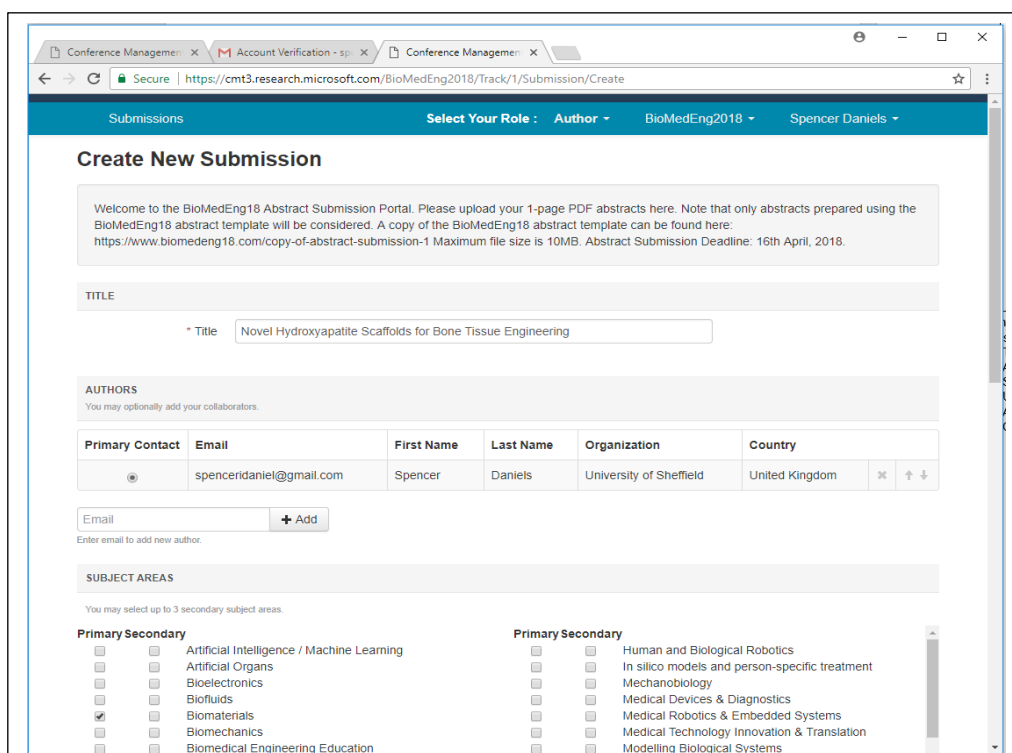 Conference Managemen
Account Verification - sp
Conference Managemen
Secure | https://cmt3.research.microsoft.com/BioMedEng2018/Track/1/Submission/Create
Submissions Select Your Role : Author BioMedEng2018 Spencer Daniels
Create New Submission
Welcome to the BioMedEng18 Abstract Submission Portal. Please upload your 1-page PDF abstracts here. Note that only abstracts prepared using the
BioMedEng18 abstract template will be considered. A copy of the BioMedEng18 abstract template can be found here:
https://www.biomedeng18.com/copy-of-abstract-submission-1 Maximum file size is 10MB. Abstract Submission Deadline: 16th April, 2018.
TITLE
* Title Novel Hydroxyapatite Scaffolds for Bone Tissue Engineering
AUTHORS
You may optionally add your collaborators.
Primary Contact Email First Name Last Name Organization Country
spenceridaniel@gmail.com Spencer Daniels University of Sheffield United Kingdom
Email + Add
Enter email to add new author.
SUBJECT AREAS
You may select up to 3 secondary subject areas.
Primary Secondary
Artificial Intelligence / Machine Learning
Artificial Organs
Bioelectronics
Biofluids
Biomaterials
Biomechanics
Biomedical Engineering Education
Primary Secondary
Human and Biological Robotics
In silico models and person-specific treatment
Mechanobiology
Medical Devices & Diagnostics
Medical Robotics & Embedded Systems
Medical Technology Innovation & Translation
Modelling Biological Systems